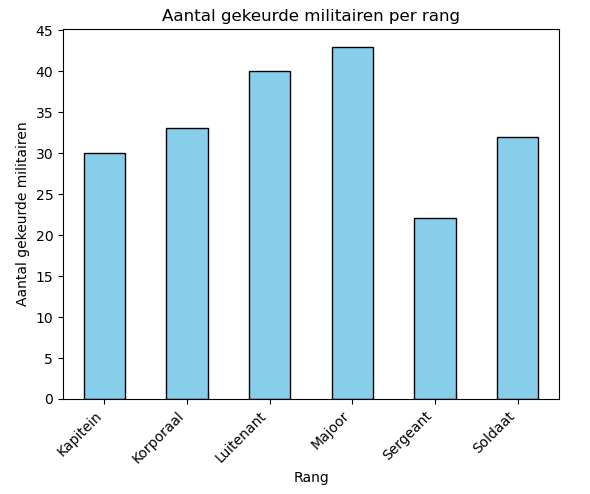 Aantal gekeurde militairen per rang
Aantal gekeurde militairen
45
40
35
30
25
20
15
10
5
0
Kapitein
Korporaal
Luitenant
Majoor
Sergeant
Soldaat
Rang